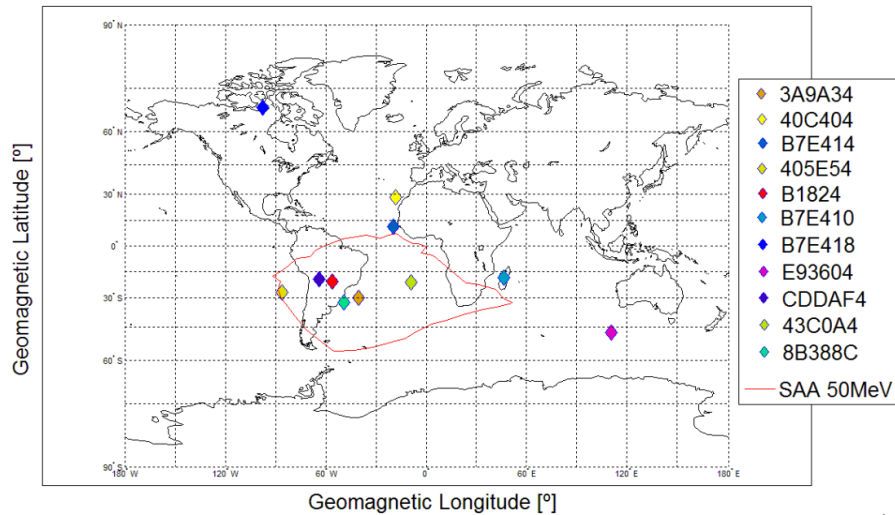 90° N
60° N
30° N
0°
30° S
60° S
90° S
180 W
120° W
60° W
0°
60° E
120° E
180° E
Geomagnetic Latitude [º]
Geomagnetic Longitude [º]
3A9A34
40C404
B7E414
405E54
B1824
B7E410
B7E418
E93604
CDDAF4
43C0A4
8B388C
SAA 50MeV